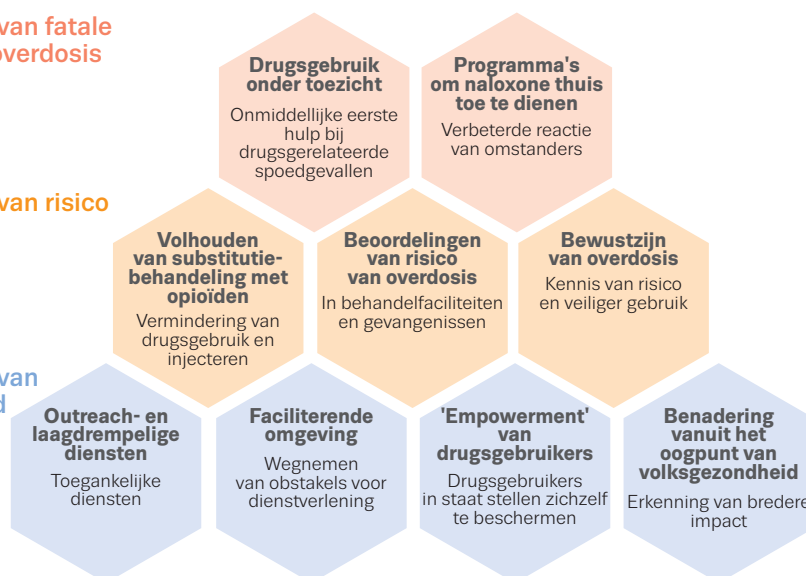 van fatale
overdosis
Drugsgebruik
onder toezicht
Onmiddellijke eerste
hulp bij
drugsgerelateerde
spoedgevallen
Programma's
om naloxone thuis
toe te dienen
Verbeterde reactie
van omstanders
van risico
Volhouden
van substitutie-
behandeling met
opioïden
Vermindering van
drugsgebruik en
injecteren
Beoordelingen
van risico
van overdosis
In behandelfaciliteiten
en gevangenissen
Bewustzijn
van overdosis
Kennis van risico
en veiliger gebruik
van
Outreach- en
laagdrempelige
diensten
Toegankelijke
diensten
Faciliterende
omgeving
Wegnemen
van obstakels voor
dienstverlening
'Empowerment'
van
drugsgebruikers
Drugsgebruikers
in staat stellen zichzelf
te beschermen
Benadering
vanuit het
oogpunt van
volksgezondheid
Erkenning van bredere
impact